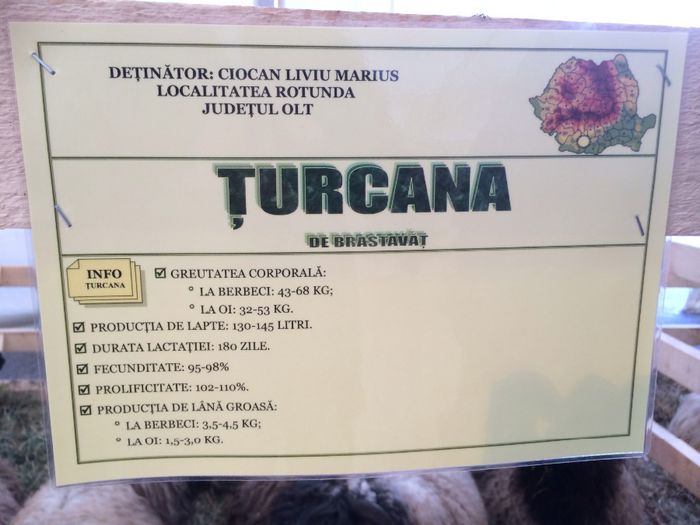 DEȚINĂTOR: CIOCAN LIVIU MARIUS
LOCALITATEA ROTUNDA
JUDEȚUL OLT
ȚURCANA
DE BRASTAVĂȚ
INFO
ȚURCANA
GREUTATEA CORPORALĂ:
LA BERBECI: 43-68 KG;
LA OI: 32-53 KG.
PRODUCȚIA DE LAPTE: 130-145 LITRI.
DURATA LACTAȚIEI: 180 ZILE.
FECUNDITATE: 95-98%
PROLIFICITATE: 102-110%.
PRODUCȚIA DE LÂNĂ GROASĂ:
LA BERBECI: 3,5-4,5 KG;
LA OI: 1,5-3,0 KG.